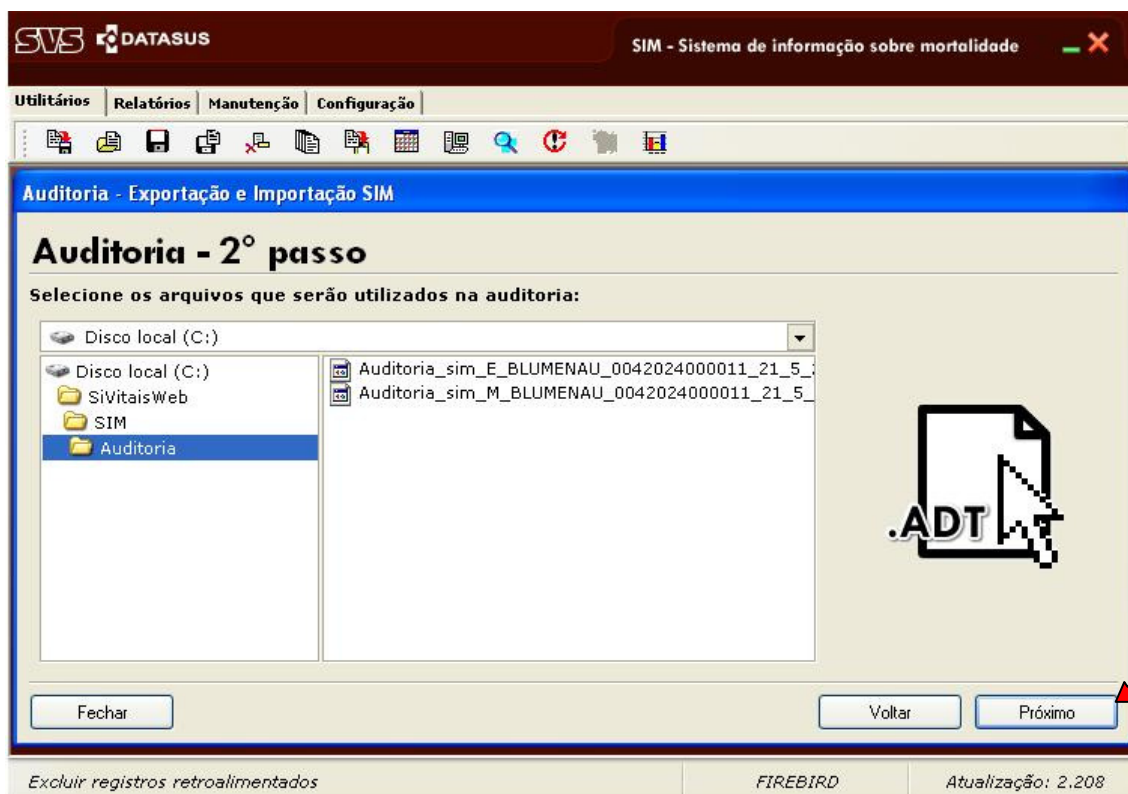 SVS DATASUS
SIM - Sistema de informação sobre mortalidade
Utilitários Relatórios Manutenção Configuração
Auditoria - Exportação e Importação SIM
Auditoria - 2° passo
Selecione os arquivos que serão utilizados na auditoria:
Disco local (C:)
Disco local (C:)
SiVitaisWeb
SIM
Auditoria
Auditoria_sim_E_BLUMENAU_0042024000011_21_5_
Auditoria_sim_M_BLUMENAU_0042024000011_21_5_
.ADT
Fechar Voltar Próximo
Excluir registros retroalimentados FIREBIRD Atualização: 2.208